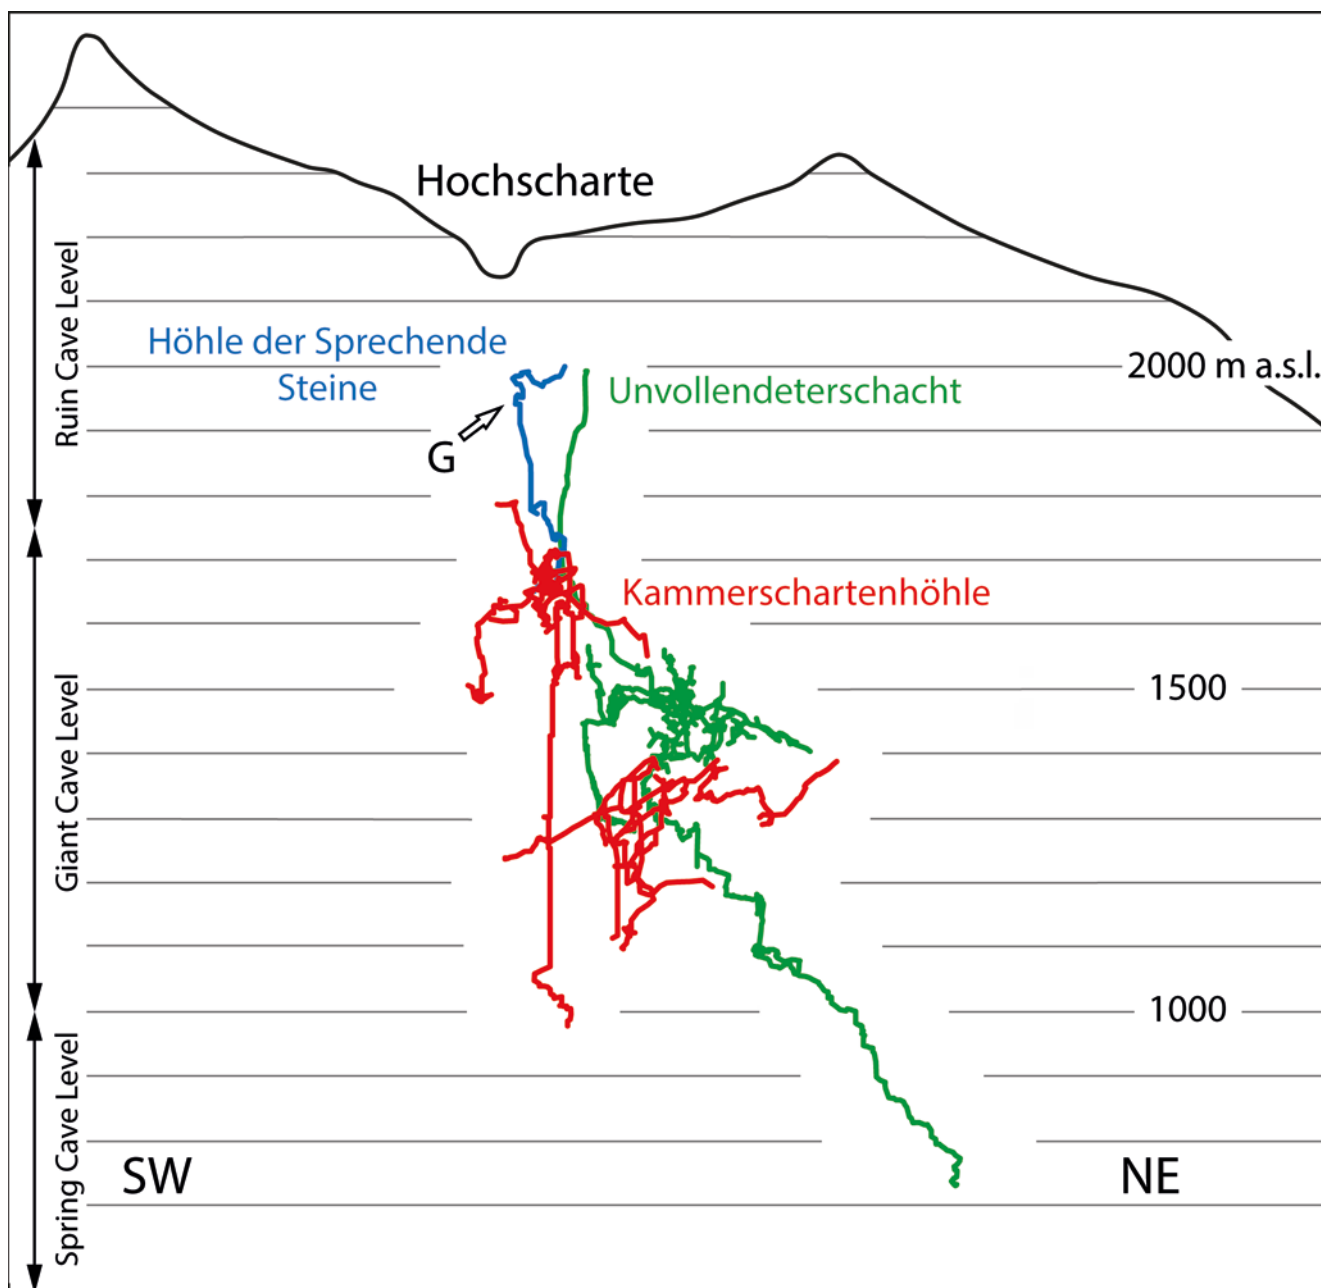 Hochscharte
Ruin Cave Level
Höhle der Sprechende
Steine
2000 m a.s.l.
Unvollendeterschacht
G
Kammerschartenhöhle
Giant Cave Level
1500
1000
Spring Cave Level
SW
NE